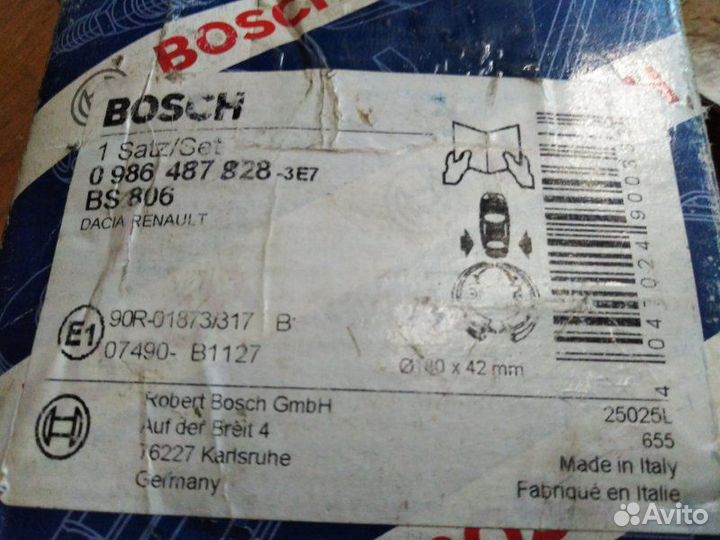 BOSCH
BOSCH
1 Satz/Set
0 986 487 828 -3E7
BS 806
DACIA RENAULT
E1
90R-01873/317 B
07490- B1127
x 42 mm
Robert Bosch GmbH
Auf der Breit 4
76227 Karlsruhe
Germany
25025L
655
Made in Italy
Fabriqué en Italie
Avito